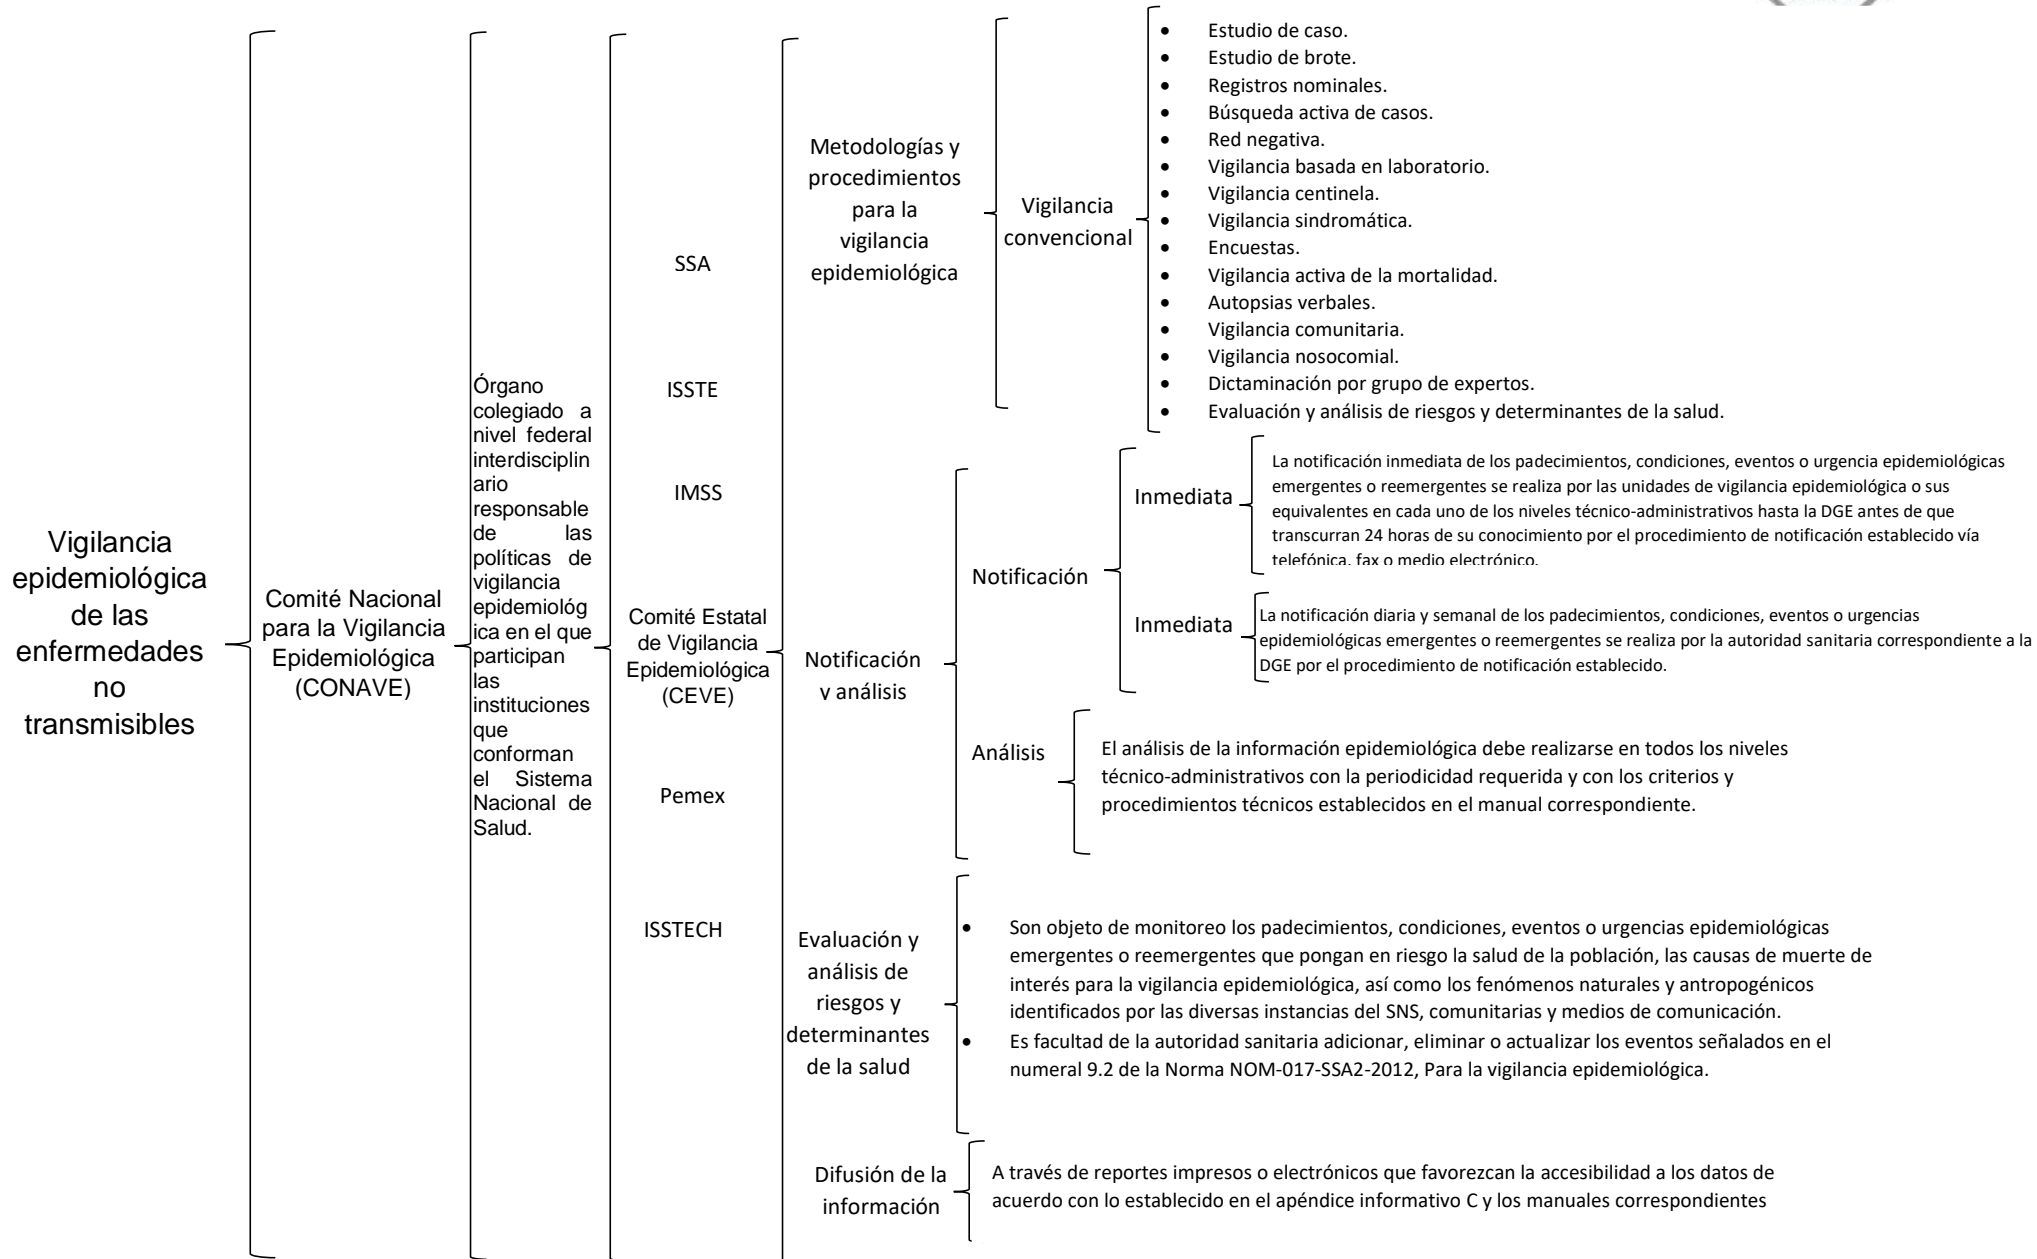 Vigilancia
epidemiológica
de las
enfermedades
no
transmisibles
Comité Nacional
para la Vigilancia
Epidemiológica
(CONAVE)
Órgano
colegiado a
nivel federal
interdisciplin
ario
responsable
de las
políticas de
vigilancia
epidemiológ
ica en el que
participan
las
instituciones
que
conforman
el Sistema
Nacional de
Salud.
SSA
ISSTE
IMSS
Comité Estatal
de Vigilancia
Epidemiológica
(CEVE)
Pemex
ISSTECH
Metodologías y
procedimientos
para la
vigilancia
epidemiológica
Vigilancia
convencional
• Estudio de caso.
• Estudio de brote.
• Registros nominales.
• Búsqueda activa de casos.
• Red negativa.
• Vigilancia basada en laboratorio.
• Vigilancia centinela.
• Vigilancia sindromática.
• Encuestas.
• Vigilancia activa de la mortalidad.
• Autopsias verbales.
• Vigilancia comunitaria.
• Vigilancia nosocomial.
• Dictaminación por grupo de expertos.
• Evaluación y análisis de riesgos y determinantes de la salud.
Notificación
y análisis
Notificación
Inmediata
La notificación inmediata de los padecimientos, condiciones, eventos o urgencia epidemiológicas
emergentes o reemergentes se realiza por las unidades de vigilancia epidemiológica o sus
equivalentes en cada uno de los niveles técnico-administrativos hasta la DGE antes de que
transcurran 24 horas de su conocimiento por el procedimiento de notificación establecido vía
telefónica, fax o medio electrónico.
Inmediata
La notificación diaria y semanal de los padecimientos, condiciones, eventos o urgencias
epidemiológicas emergentes o reemergentes se realiza por la autoridad sanitaria correspondiente a la
DGE por el procedimiento de notificación establecido.
Análisis
El análisis de la información epidemiológica debe realizarse en todos los niveles
técnico-administrativos con la periodicidad requerida y con los criterios y
procedimientos técnicos establecidos en el manual correspondiente.
Evaluación y
análisis de
riesgos y
determinantes
de la salud
• Son objeto de monitoreo los padecimientos, condiciones, eventos o urgencias epidemiológicas
emergentes o reemergentes que pongan en riesgo la salud de la población, las causas de muerte de
interés para la vigilancia epidemiológica, así como los fenómenos naturales y antropogénicos
identificados por las diversas instancias del SNS, comunitarias y medios de comunicación.
• Es facultad de la autoridad sanitaria adicionar, eliminar o actualizar los eventos señalados en el
numeral 9.2 de la Norma NOM-017-SSA2-2012, Para la vigilancia epidemiológica.
Difusión de la
información
A través de reportes impresos o electrónicos que favorezcan la accesibilidad a los datos de
acuerdo con lo establecido en el apéndice informativo C y los manuales correspondientes